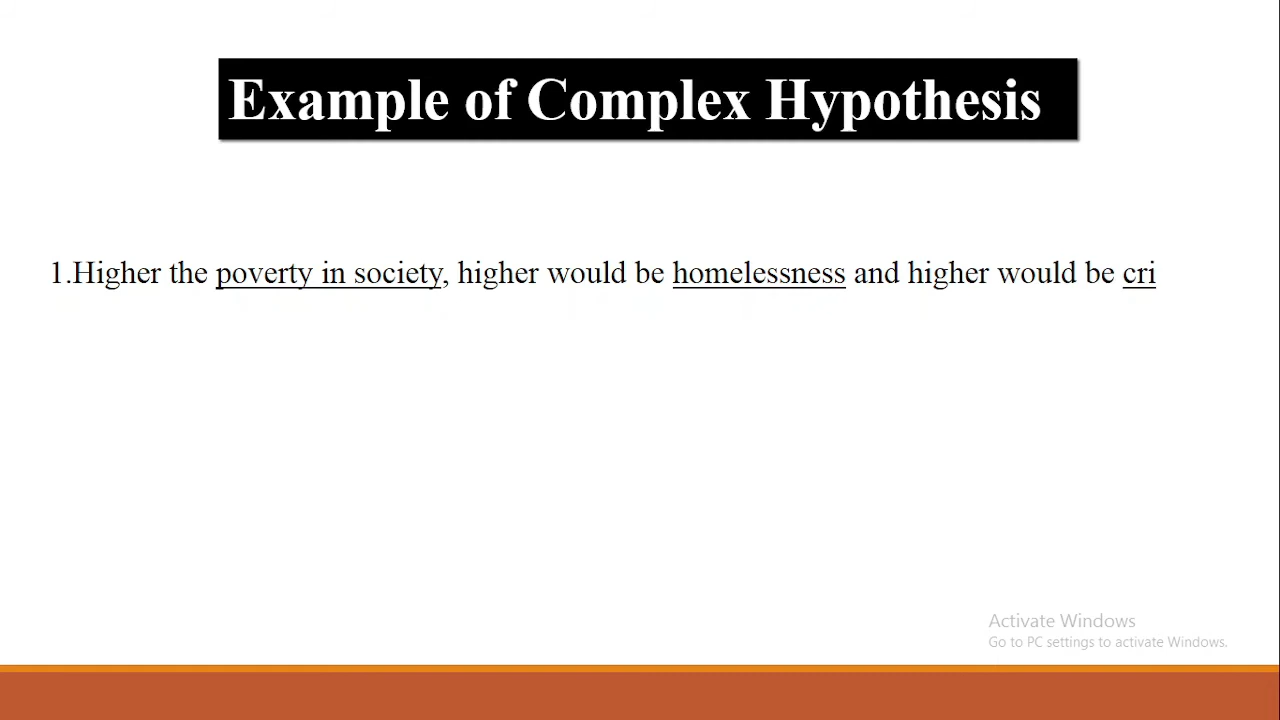 Example of Complex Hypothesis
1.Higher the poverty in society, higher would be homelessness and higher would be cri
Activate Windows
Go to PC settings to activate Windows.